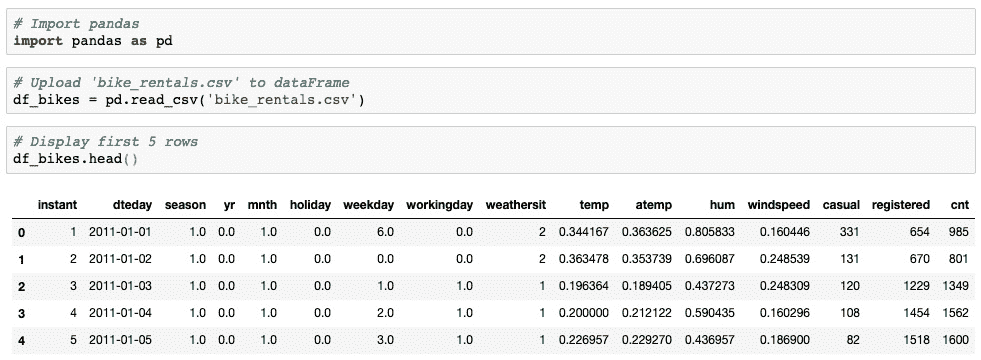 # Import pandas
import pandas as pd
# Upload 'bike_rentals.csv' to dataFrame
df_bikes = pd.read_csv('bike_rentals.csv')
# Display first 5 rows
df_bikes.head()
instant dteday season yr mnth holiday weekday workingday weathersit temp atemp hum windspeed casual registered cnt
0 1 2011-01-01 1.0 0.0 1.0 0.0 6.0 0.0 2 0.344167 0.363625 0.805833 0.160446 331 654 985
1 2 2011-01-02 1.0 0.0 1.0 0.0 0.0 0.0 2 0.363478 0.353739 0.696087 0.248539 131 670 801
2 3 2011-01-03 1.0 0.0 1.0 0.0 1.0 1.0 1 0.196364 0.189405 0.437273 0.248309 120 1229 1349
3 4 2011-01-04 1.0 0.0 1.0 0.0 2.0 1.0 1 0.200000 0.212122 0.590435 0.160296 108 1454 1562
4 5 2011-01-05 1.0 0.0 1.0 0.0 3.0 1.0 1 0.226957 0.229270 0.436957 0.186900 82 1518 1600